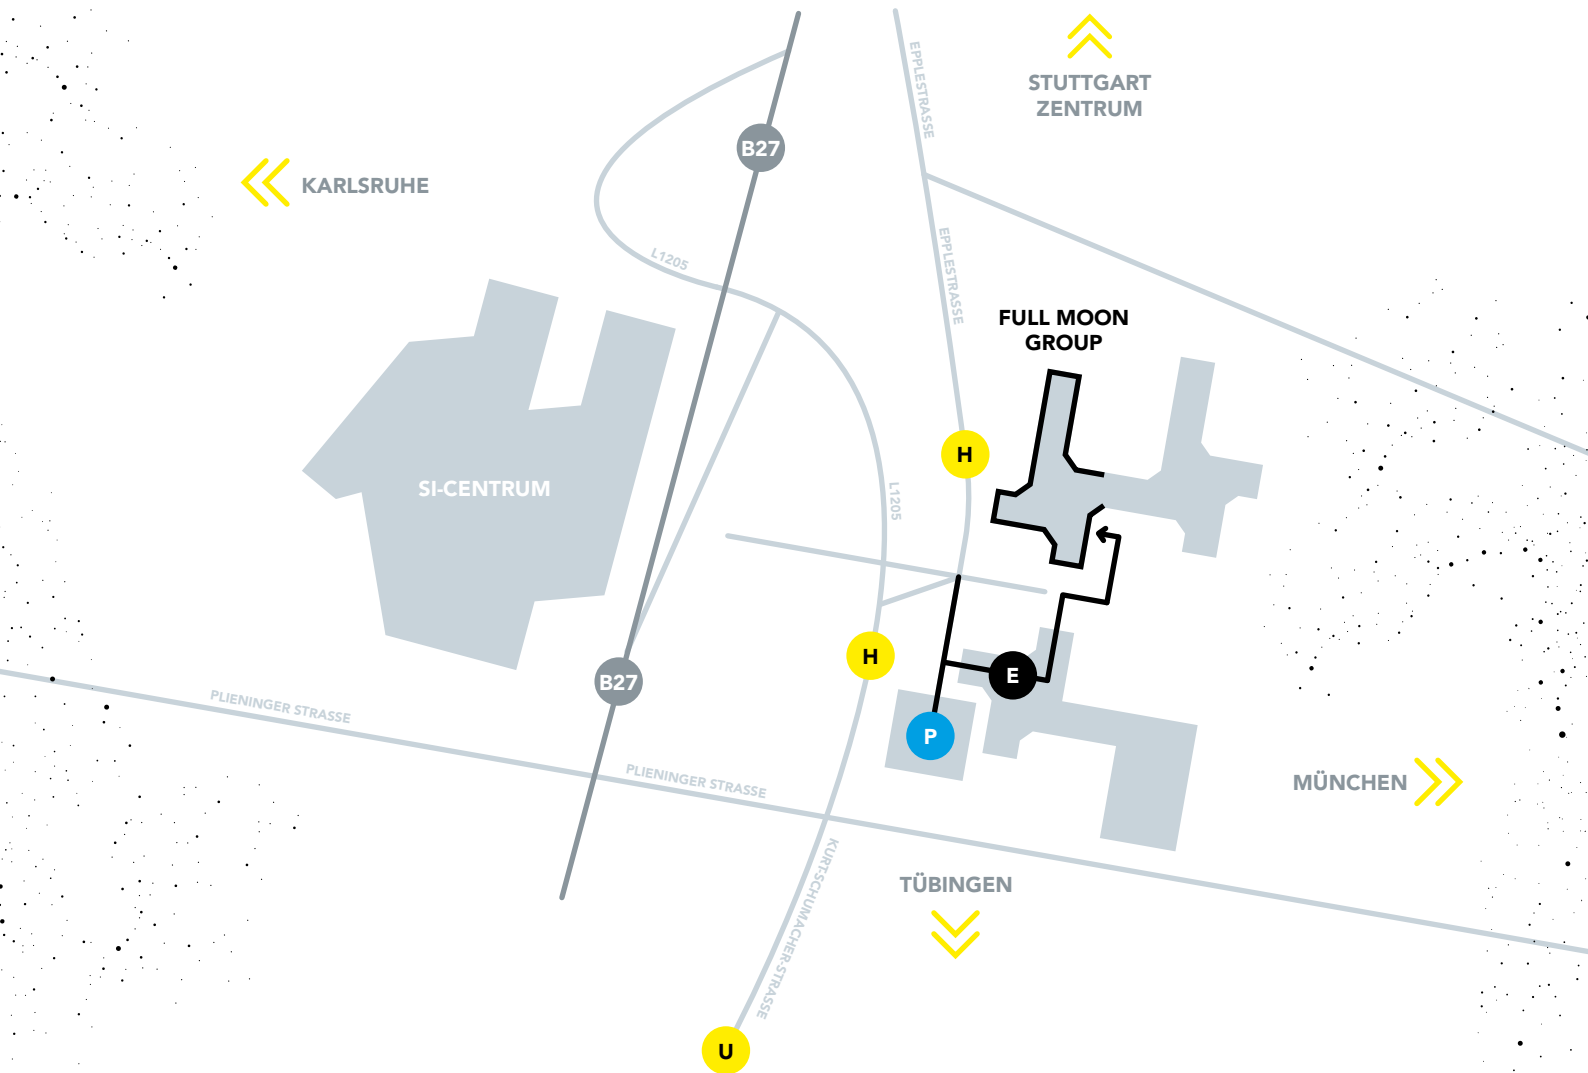 EPPLESTRASSE
STUTTGART
ZENTRUM
B27
KARLSRUHE
L1205
EPPLESTRASSE
FULL MOON
GROUP
H
SI-CENTRUM
L1205
H
E
B27
PLIENINGER STRASSE
P
PLIENINGER STRASSE
MÜNCHEN
KURT-SCHUMACHER-STRASSE
TÜBINGEN
U